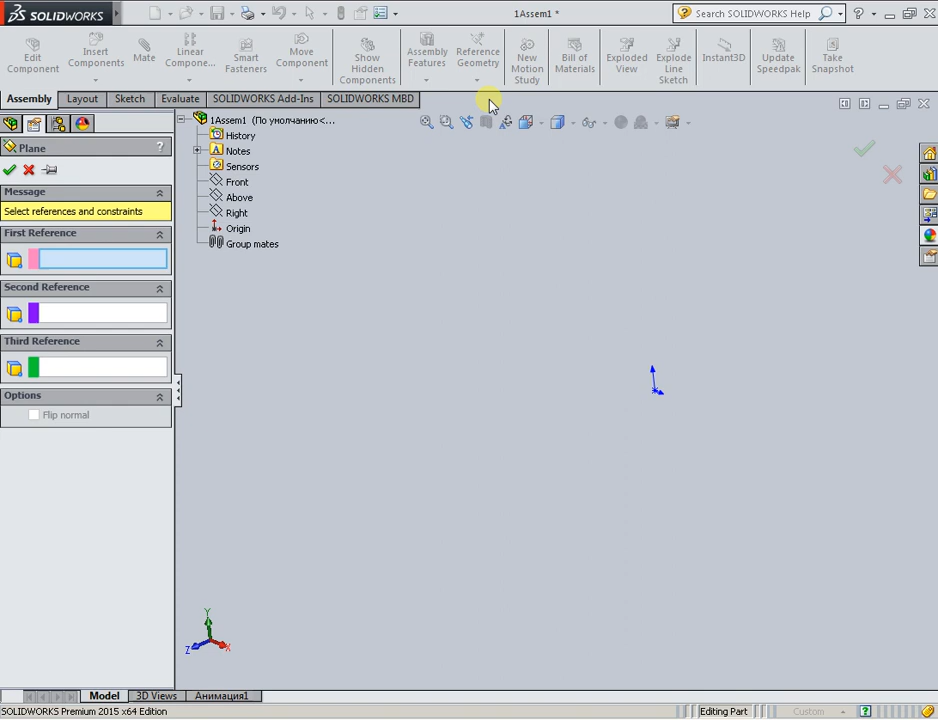 SOLIDWORKS
1Assem1 *
Search SOLIDWORKS Help
Edit Component
Insert Components
Mate
Linear Compone...
Smart Fasteners
Move Component
Show Hidden Components
Assembly Features
Reference Geometry
New Motion Study
Bill of Materials
Exploded View
Explode Line Sketch
Instant3D
Update Speedpak
Take Snapshot
Assembly
Layout
Sketch
Evaluate
SOLIDWORKS Add-Ins
SOLIDWORKS MBD
1Assem1 (По умолчанию<...
History
Notes
Sensors
Front
Above
Right
Origin
Group mates
Plane
?
Message
Select references and constraints
First Reference
Second Reference
Third Reference
Options
Flip normal
Y
Z
X
Model
3D Views
Анимация1
SOLIDWORKS Premium 2015 x64 Edition
Editing Part
Custom
?